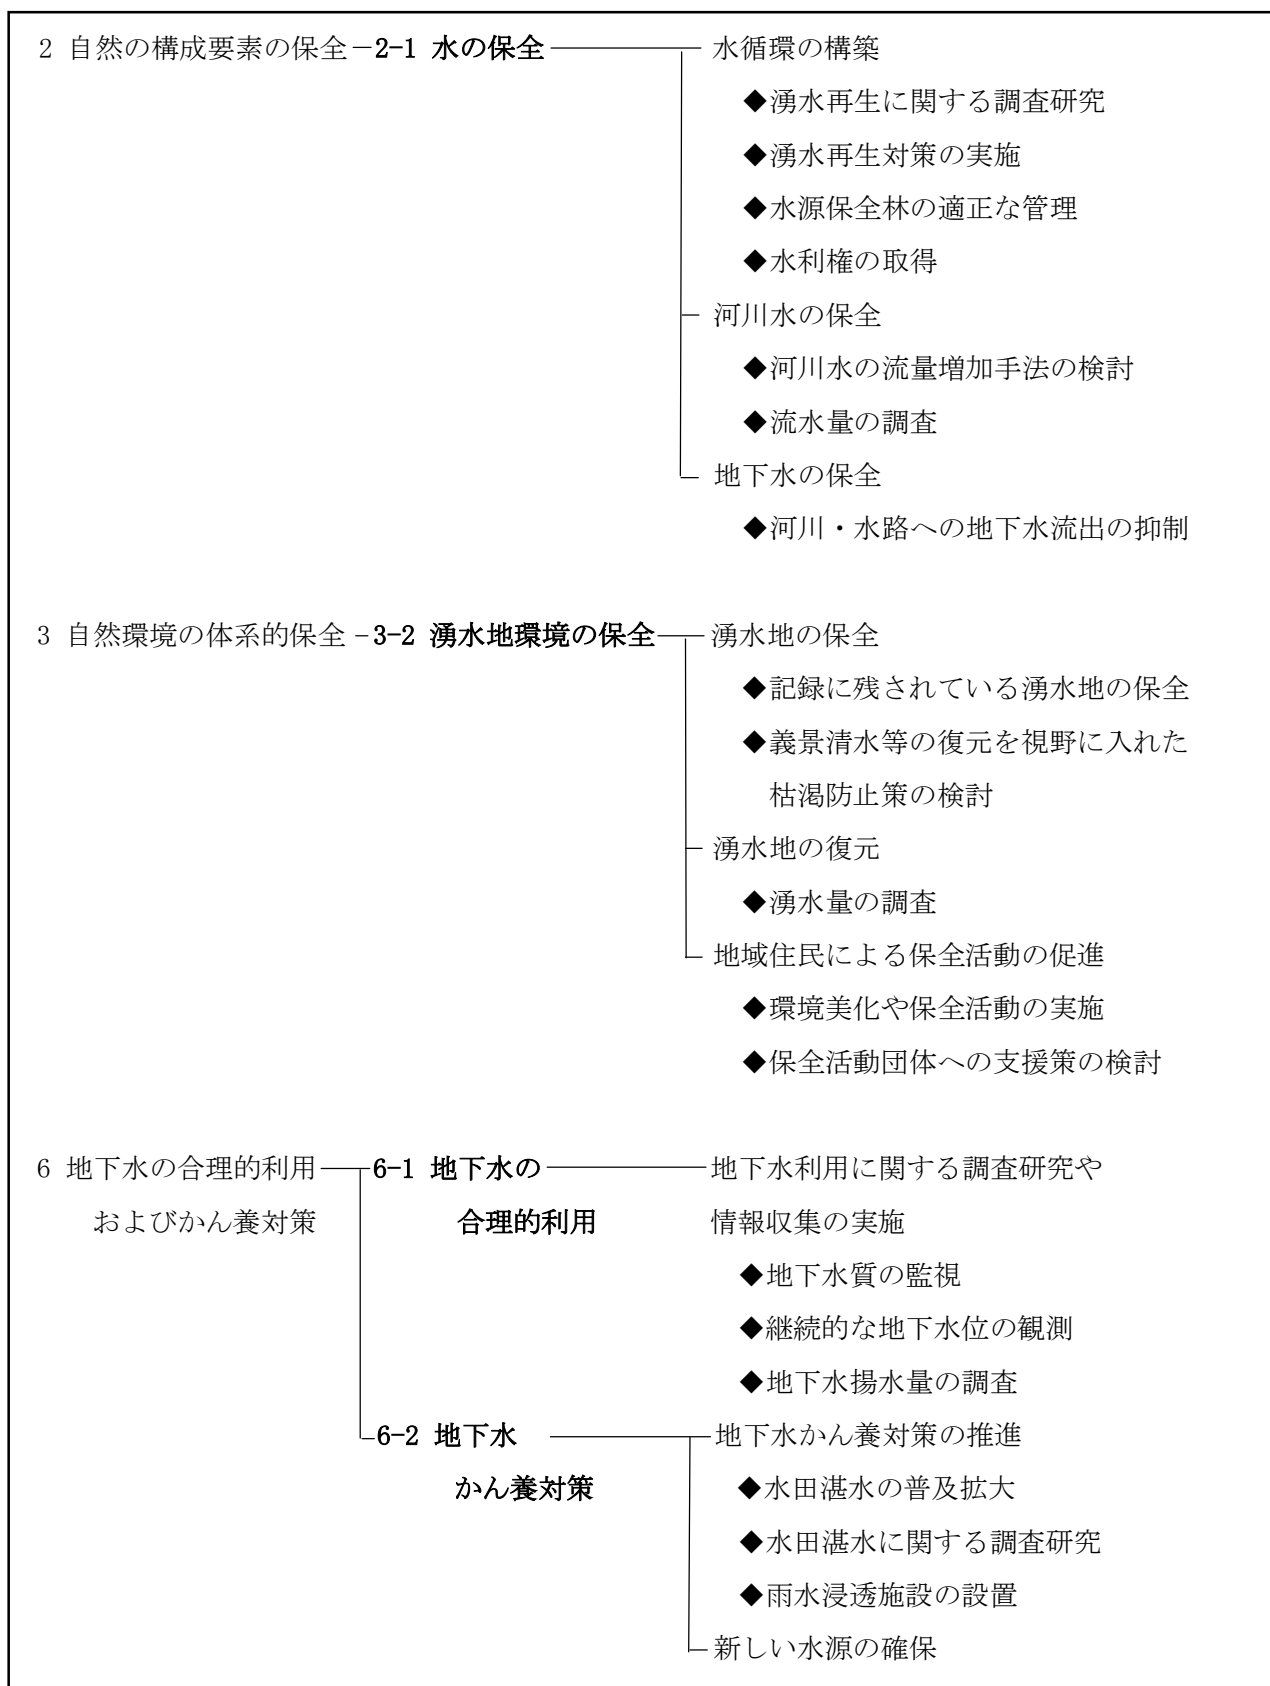 2 自然の構成要素の保全－2-1 水の保全 水循環の構築
◆湧水再生に関する調査研究
◆湧水再生対策の実施
◆水源保全林の適正な管理
◆水利権の取得
河川水の保全
◆河川水の流量増加手法の検討
◆流水量の調査
地下水の保全
◆河川・水路への地下水流出の抑制
3 自然環境の体系的保全－3-2 湧水地環境の保全 湧水地の保全
◆記録に残されている湧水地の保全
◆義景清水等の復元を視野に入れた
枯渇防止策の検討
湧水地の復元
◆湧水量の調査
地域住民による保全活動の促進
◆環境美化や保全活動の実施
◆保全活動団体への支援策の検討
6 地下水の合理的利用 6-1 地下水の 地下水利用に関する調査研究や
およびかん養対策 合理的利用 情報収集の実施
◆地下水質の監視
◆継続的な地下水位の観測
◆地下水揚水量の調査
6-2 地下水 地下水かん養対策の推進
かん養対策 ◆水田湛水の普及拡大
◆水田湛水に関する調査研究
◆雨水浸透施設の設置
新しい水源の確保